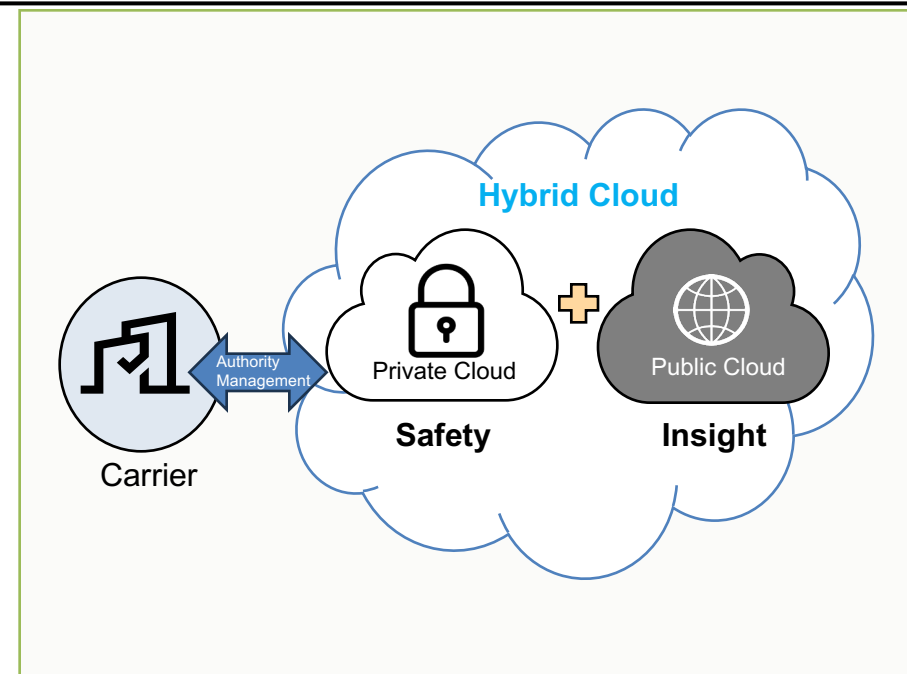 Hybrid Cloud
Authority
Management
Private Cloud
Public Cloud
Safety
Insight
Carrier